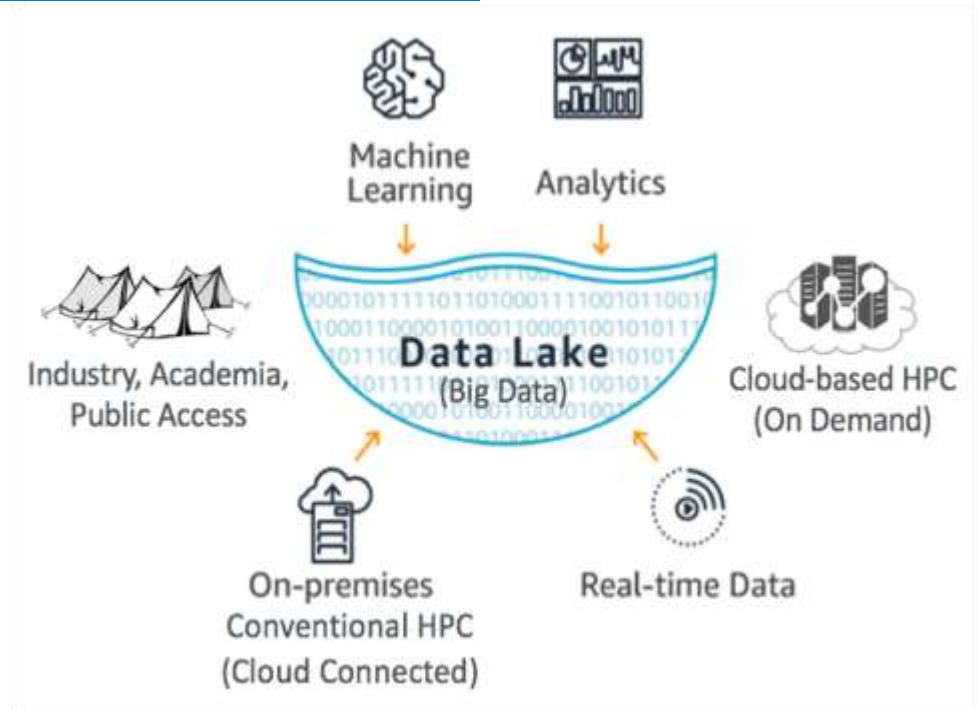 Machine
Learning
Analytics
Industry, Academia,
Public Access
Data Lake
(Big Data)
Cloud-based HPC
(On Demand)
On-premises
Conventional HPC
(Cloud Connected)
Real-time Data